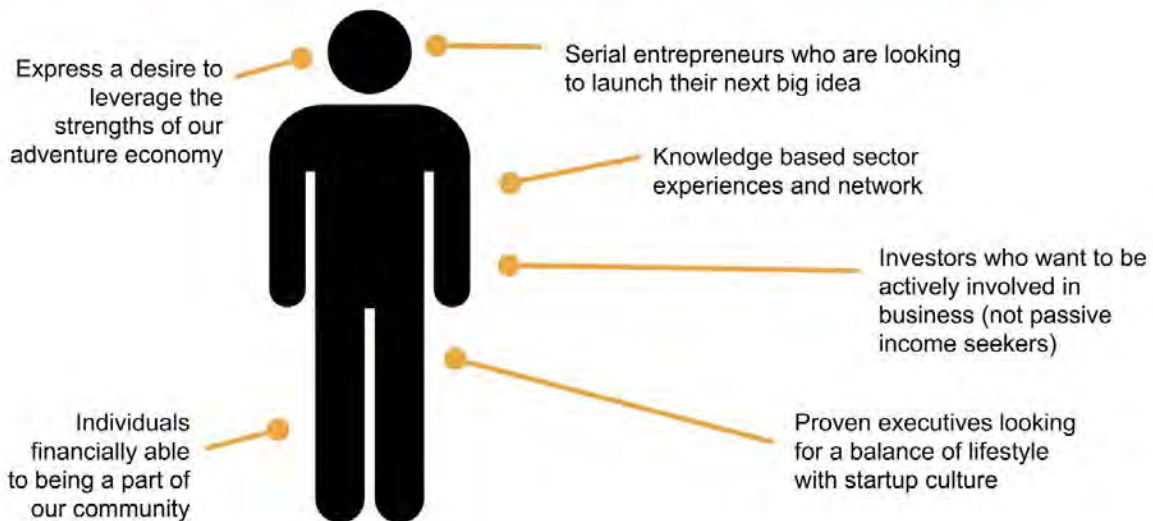 Express a desire to
leverage the
strengths of our
adventure economy
Serial entrepreneurs who are looking
to launch their next big idea
Knowledge based sector
experiences and network
Investors who want to be
actively involved in
business (not passive
income seekers)
Individuals
financially able
to being a part of
our community
Proven executives looking
for a balance of lifestyle
with startup culture